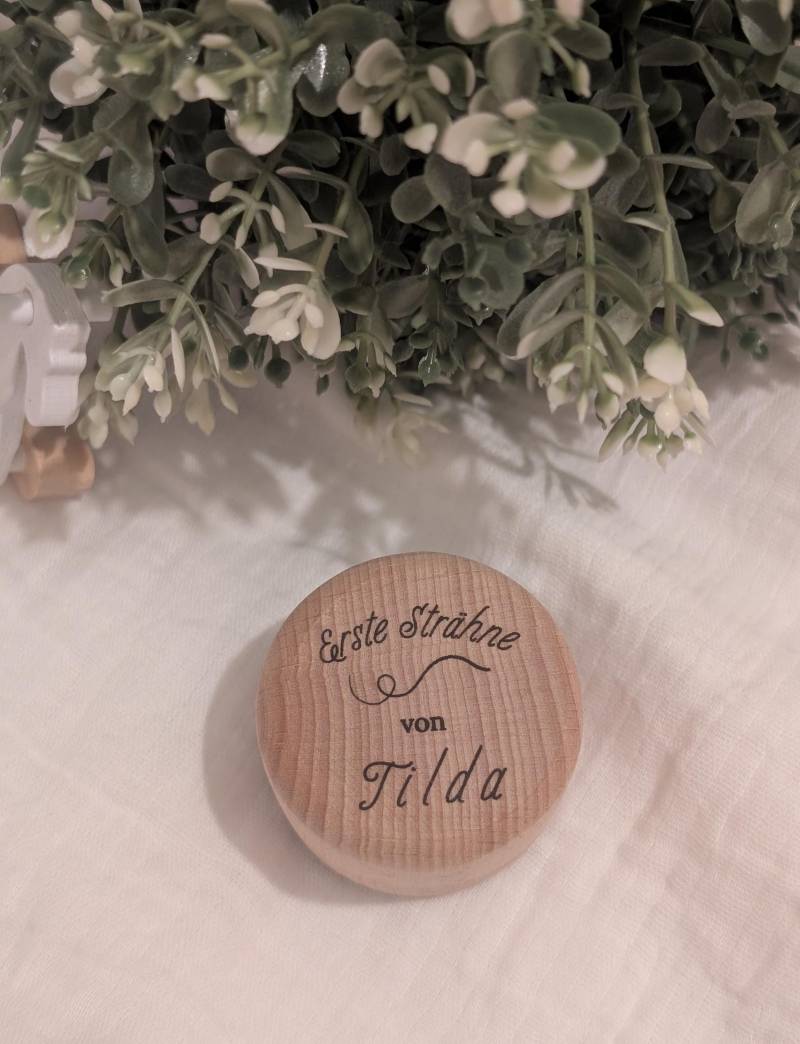 Erste Strähne
von
Tilda